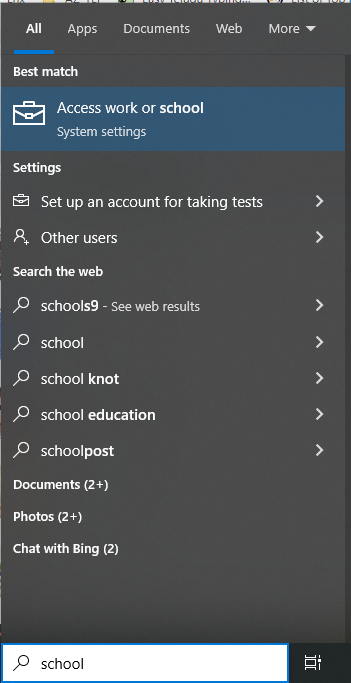 All Apps Documents Web More
Best match
Access work or school
System settings
Settings
Set up an account for taking tests
Other users
Search the web
schools9 - See web results
school
school knot
school education
schoolpost
Documents (2+)
Photos (2+)
Chat with Bing (2)
school